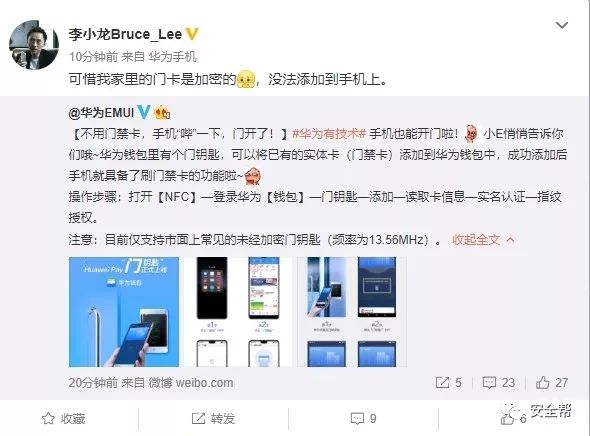 李小龙Bruce_Lee
10分钟前 来自 华为手机
可惜我家里的门卡是加密的，没法添加到手机上。
@华为EMUI
【不用门禁卡，手机“哔”一下，门开了！】#华为有技术# 手机也能开门啦！ 小E悄悄告诉你
们哦~华为钱包里有个门钥匙，可以将已有的实体卡（门禁卡）添加到华为钱包中，成功添加后
手机就具备了刷门禁卡的功能啦~
操作步骤：打开【NFC】—登录华为【钱包】—门钥匙—添加—读取卡信息—实名认证—指纹
授权。
注意：目前仅支持市面上常见的未经加密门钥匙（频率为13.56MHz）。 收起全文
Huawei Pay
“门钥匙”
正式上线
华为钱包
第1步
第2步
第1步
20分钟前 来自 微博 weibo.com
5
23
27
收藏
转发
9
6
安全帮